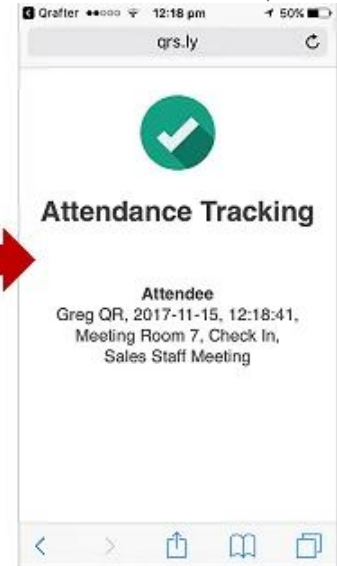 Qrafter 12:18 pm 50%
qrs.ly
Attendance Tracking
Attendee
Greg QR, 2017-11-15, 12:18:41,
Meeting Room 7, Check In,
Sales Staff Meeting